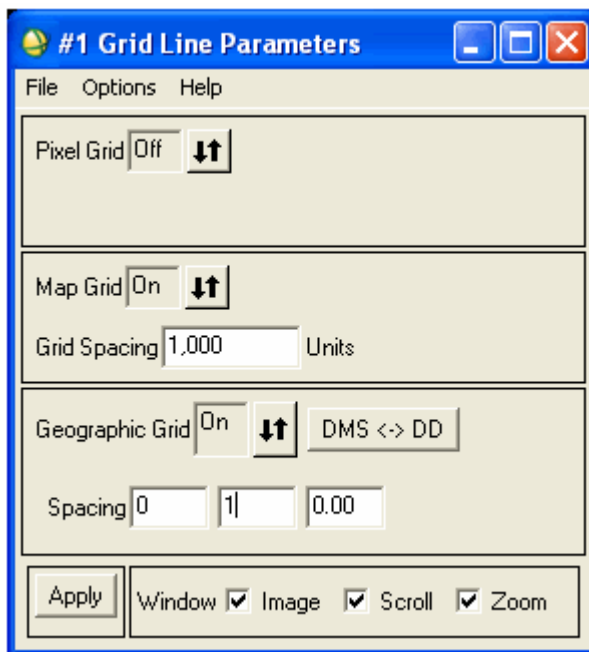 #1 Grid Line Parameters
File Options Help
Pixel Grid Off
Map Grid On
Grid Spacing 1,000 Units
Geographic Grid On DMS <-> DD
Spacing 0 1 0.00
Apply Window Image Scroll Zoom